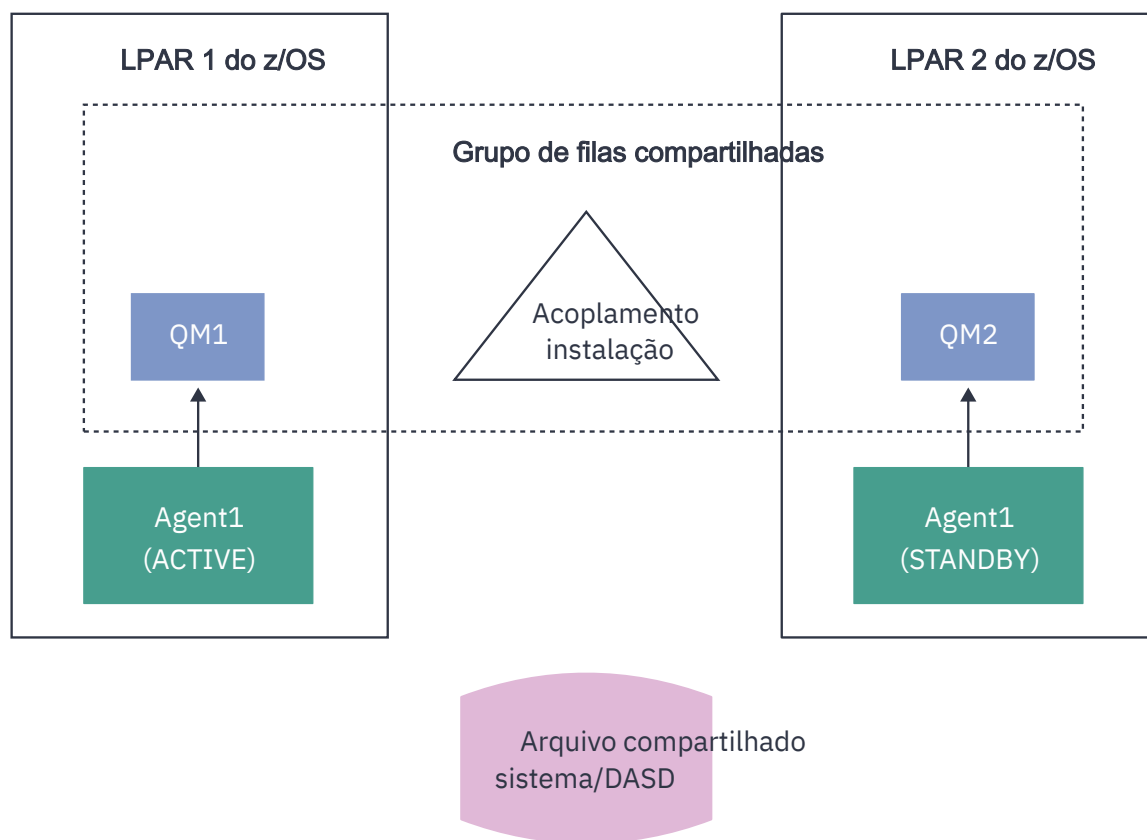 LPAR 1 do z/OS
LPAR 2 do z/OS
Grupo de filas compartilhadas
Acoplamento
instalação
QM1
QM2
Agent1
(ACTIVE)
Agent1
(STANDBY)
Arquivo compartilhado
sistema/DASD